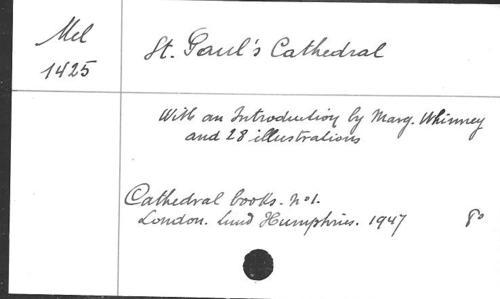 Mel
1425
St. Paul's Cathedral
With an Introduction by Marg. Whinney
and 28 illustrations
Cathedral books. no1.
London. Lund Humphries. 1947 8º